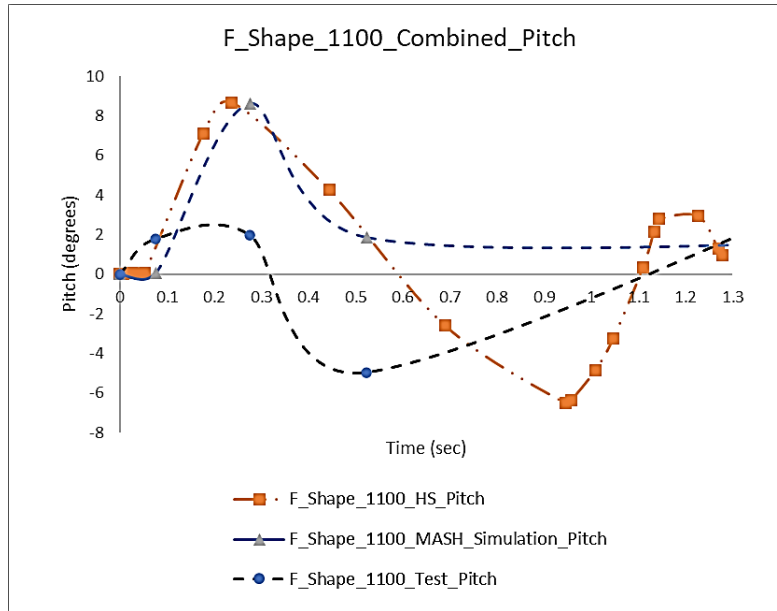 F_Shape_1100_Combined_Pitch
10
8
6
4
2
0
-2
-4
-6
-8
Pitch (degrees)
0 0.1 0.2 0.3 0.4 0.5 0.6 0.7 0.8 0.9 1 1.1 1.2 1.3
Time (sec)
F_Shape_1100_HS_Pitch
F_Shape_1100_MASH_Simulation_Pitch
F_Shape_1100_Test_Pitch